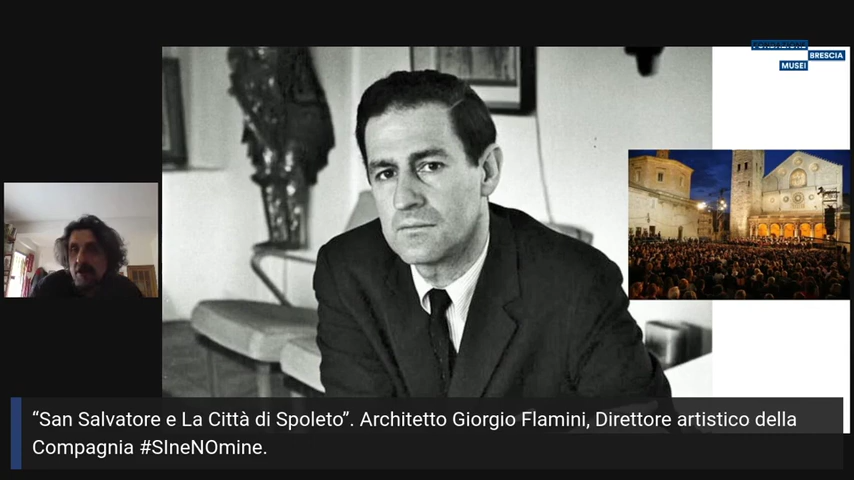 FONDAZIONE
BRESCIA
MUSEI
“San Salvatore e La Città di Spoleto”. Architetto Giorgio Flamini, Direttore artistico della
Compagnia #SIneNOmine.